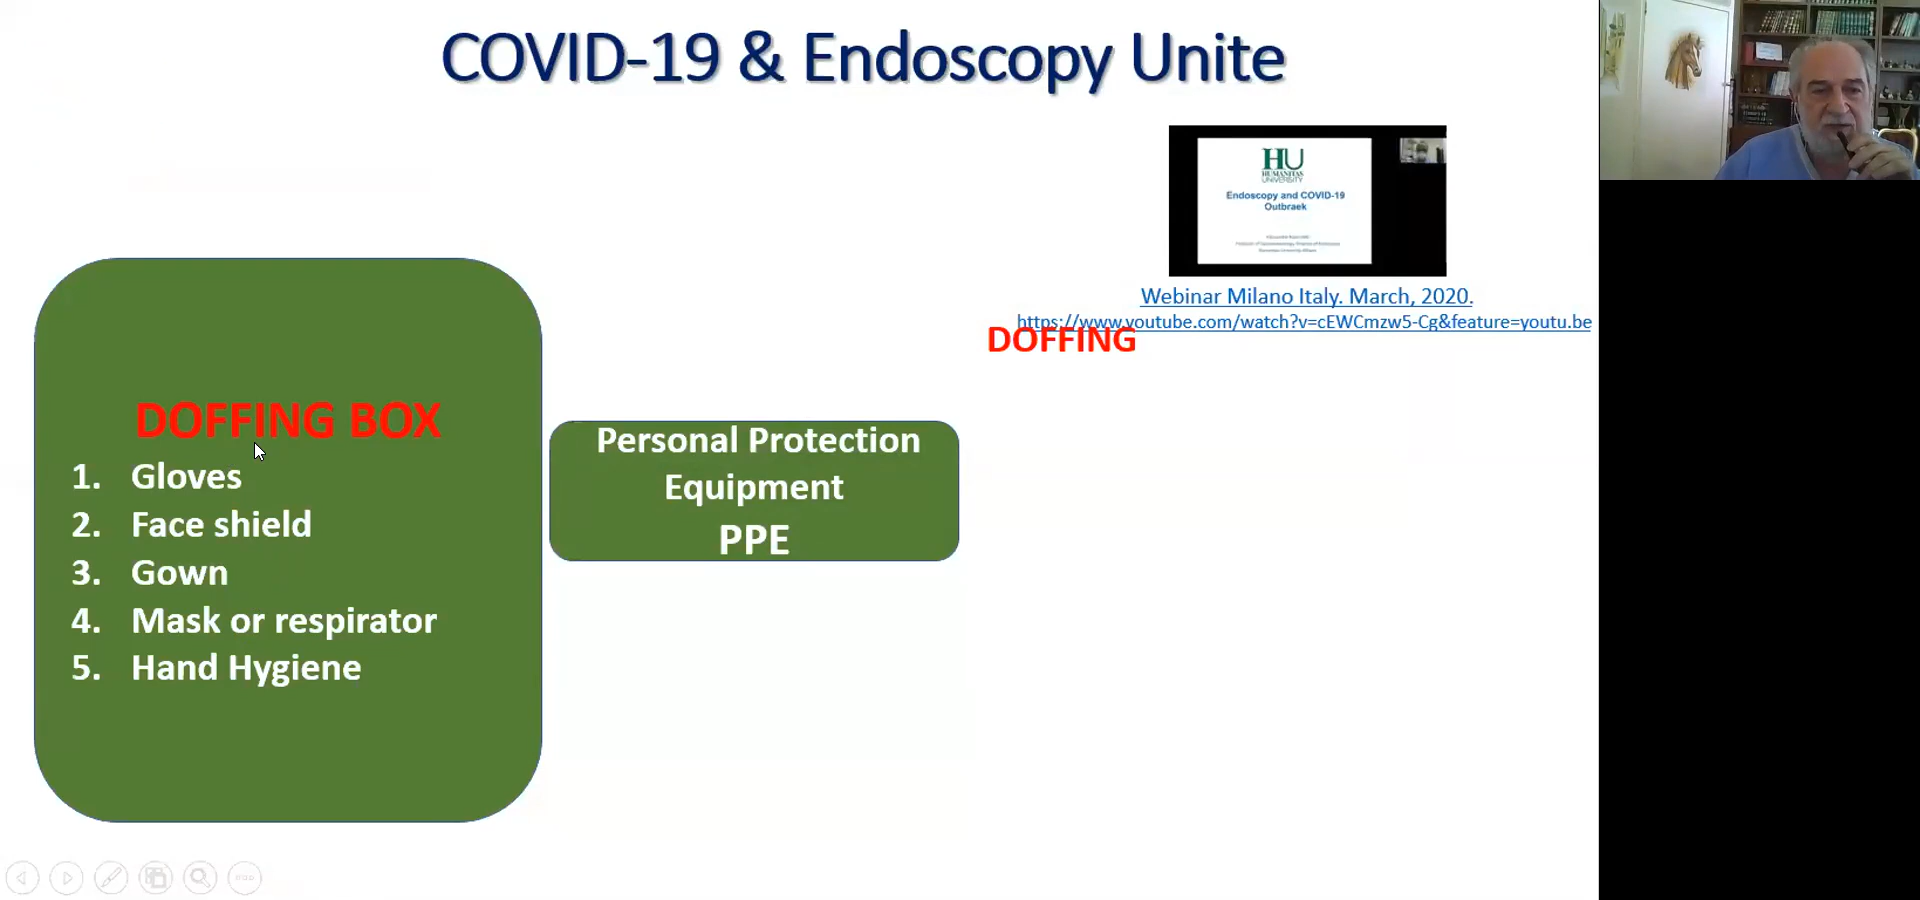 COVID-19 & Endoscopy Unite
HU
HUMANITAS
UNIVERSITY
Endoscopy and COVID-19
Outbraek
Webinar Milano Italy. March, 2020.
https://www.youtube.com/watch?v=cEWCmzw5-Cg&feature=youtu.be
DOFFING
DOFFING BOX
1. Gloves
2. Face shield
3. Gown
4. Mask or respirator
5. Hand Hygiene
Personal Protection
Equipment
PPE